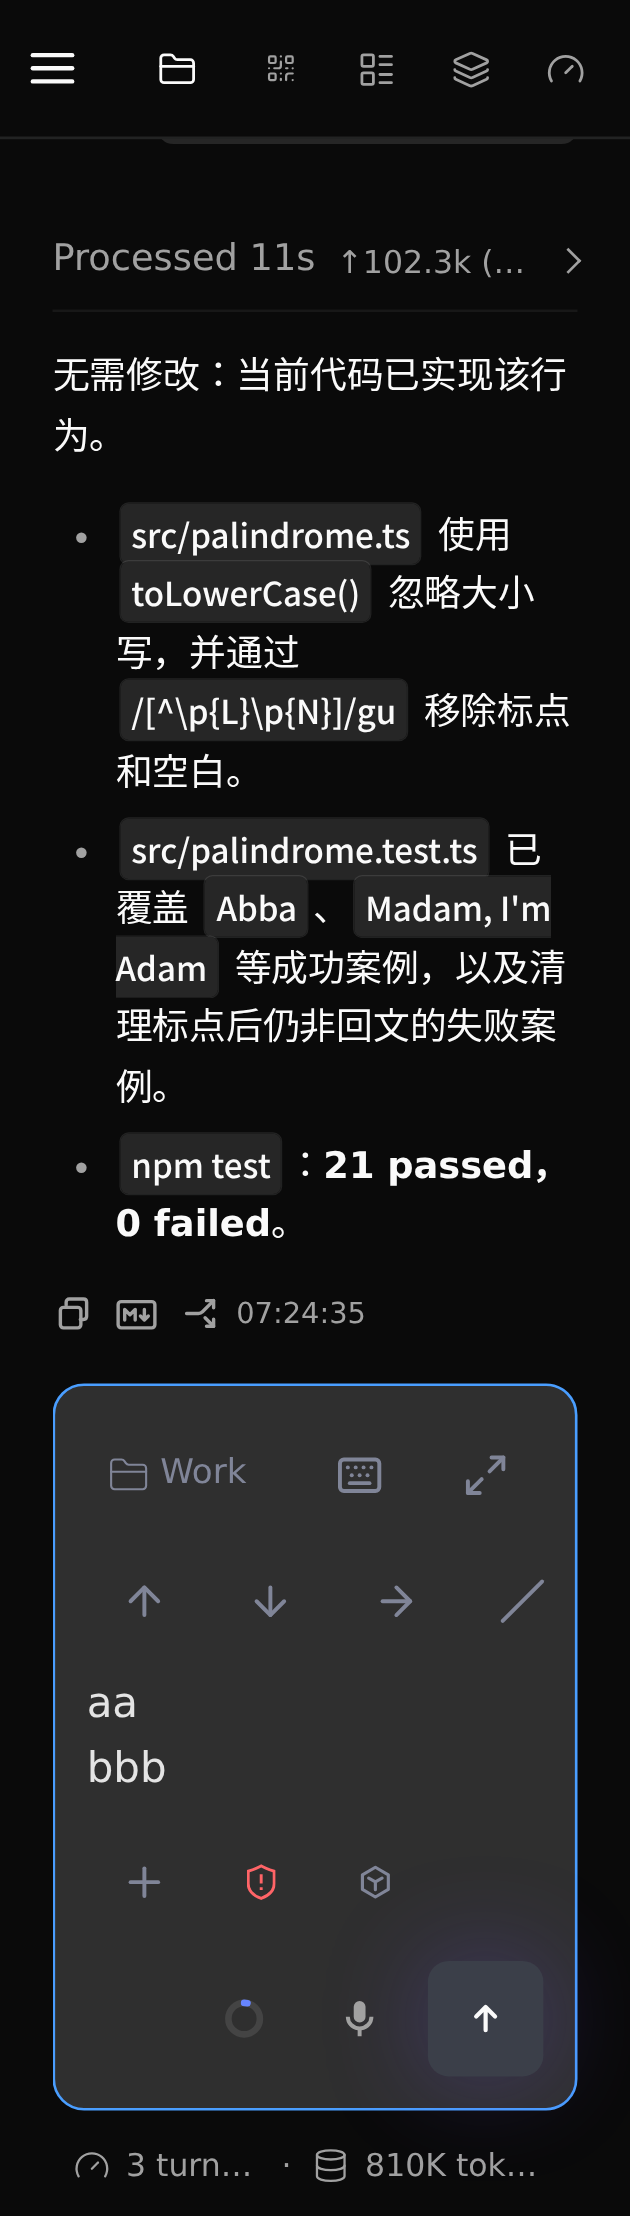 Processed 11s ↑102.3k (...
无需修改：当前代码已实现该行
为。
• src/palindrome.ts 使用
toLowerCase() 忽略大小
写，并通过
/[^\p{L}\p{N}]/gu 移除标点
和空白。
• src/palindrome.test.ts 已
覆盖 Abba 、 Madam, I'm
Adam 等成功案例，以及清
理标点后仍非回文的失败案
例。
• npm test ：21 passed，
0 failed。
07:24:35
Work
aa
bbb
3 turn... · 810K tok...